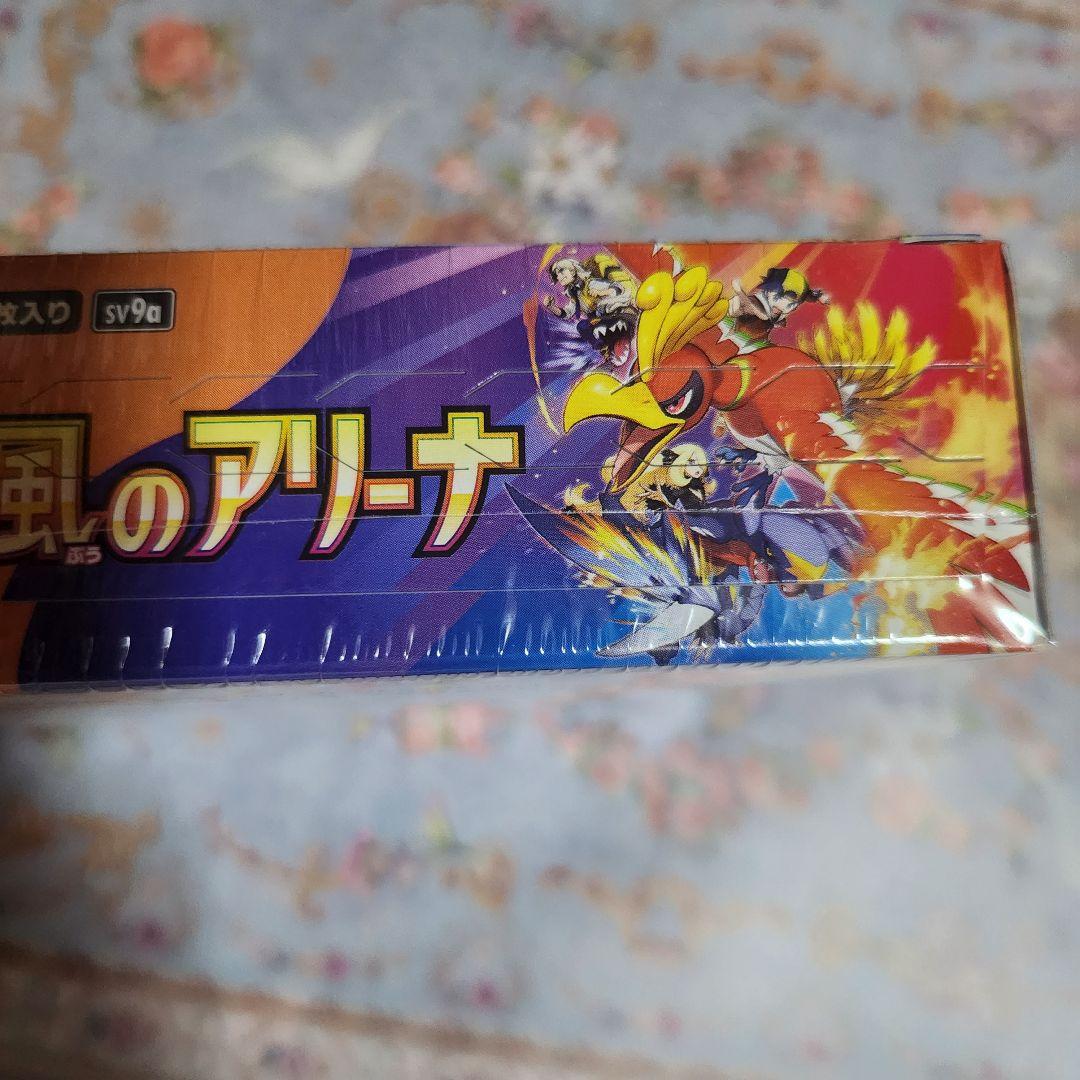 枚入り sv9a
風のアリーナ
ぷう